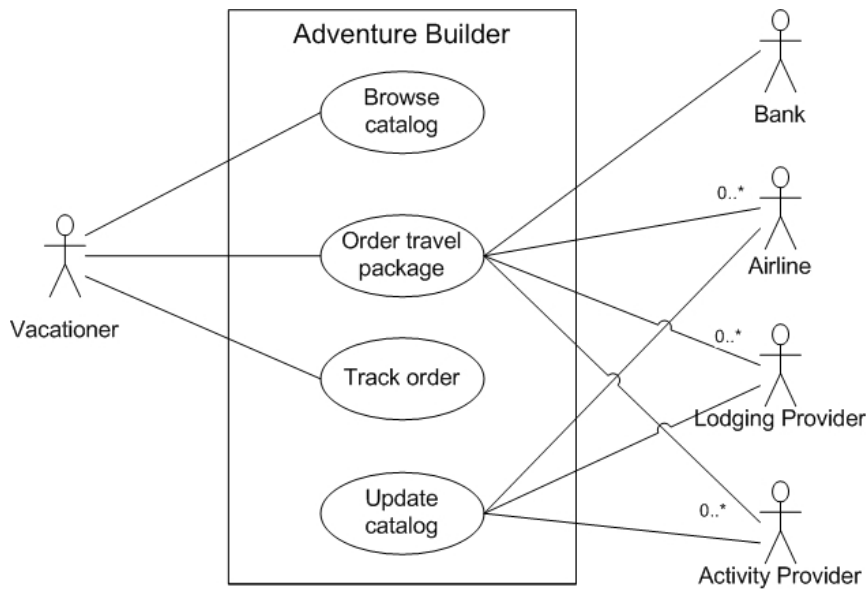 Adventure Builder
Browse
catalog
Bank
0..*
Order travel
package
Airline
Vacationer
0..*
Track order
Lodging Provider
Update
catalog
0..*
Activity Provider